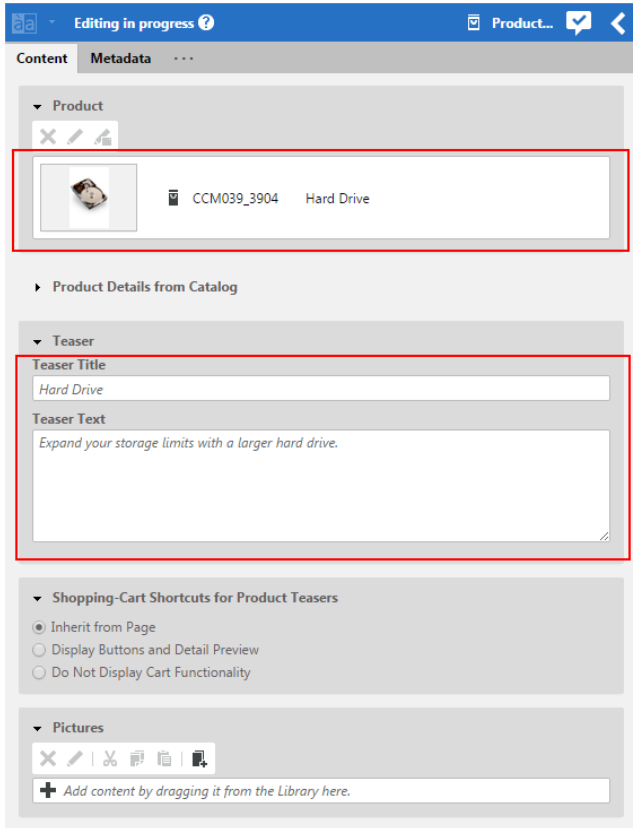 Editing in progress
Product...
Content
Metadata
...
Product
CCM039_3904
Hard Drive
Product Details from Catalog
Teaser
Teaser Title
Hard Drive
Teaser Text
Expand your storage limits with a larger hard drive.
Shopping-Cart Shortcuts for Product Teasers
Inherit from Page
Display Buttons and Detail Preview
Do Not Display Cart Functionality
Pictures
Add content by dragging it from the Library here.